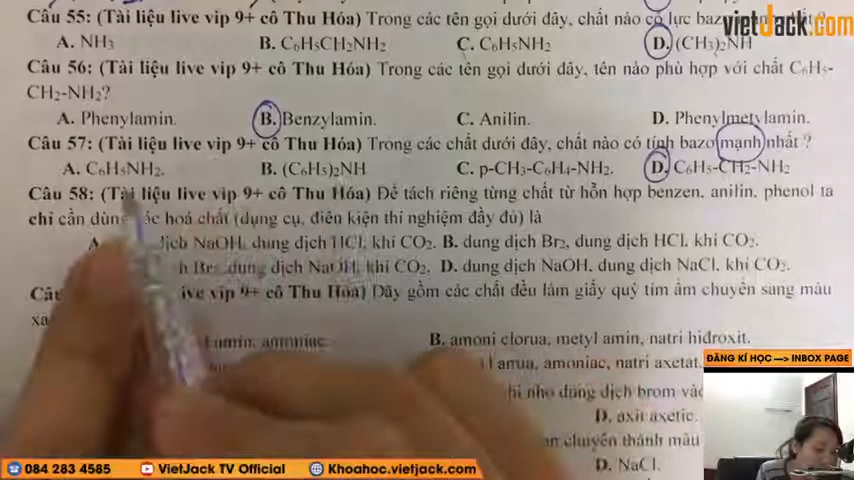 Câu 55: (Tài liệu live vip 9+ cô Thu Hóa) Trong các tên gọi dưới đây, chất nào có lực
vietJack.com
A. NH₃ B. C₆H₅CH₂NH₂ C. C₆H₅NH₂ D. (CH₃)₂NH
Câu 56: (Tài liệu live vip 9+ cô Thu Hóa) Trong các tên gọi dưới đây, tên nào phù hợp với chất C₆H₅-
CH₂-NH₂?
A. Phenylamin. B. Benzylamin. C. Anilin. D. Phenylmetylamin.
Câu 57: (Tài liệu live vip 9+ cô Thu Hóa) Trong các chất dưới đây, chất nào có tính bazơ mạnh nhất ?
A. C₆H₅NH₂. B. (C₆H₅)₂NH C. p-CH₃-C₆H₄-NH₂. D. C₆H₅-CH₂-NH₂
Câu 58: (Tài liệu live vip 9+ cô Thu Hóa) Để tách riêng từng chất từ hỗn hợp benzen, anilin, phenol ta
chỉ cần dùng các hoá chất (dụng cụ, điều kiện thí nghiệm đầy đủ) là
dịch NaOH, dung dịch HCl, khí CO₂. B. dung dịch Br₂, dung dịch HCl, khí CO₂.
Br₂, dung dịch NaOH, khí CO₂. D. dung dịch NaOH, dung dịch NaCl, khí CO₂.
live vip 9+ cô Thu Hóa) Dãy gồm các chất đều làm giấy quỳ tím ẩm chuyển sang màu
amoniac. B. amoni clorua, metyl amin, natri hiđroxit.
amoniac, natri axetat.
ĐĂNG KÍ HỌC —> INBOX PAGE
nhỏ dung dịch brom
D. axit axetic.
chuyển thành màu
D. NaCl.
084 283 4585 VietJack TV Official Khoahoc.vietjack.com